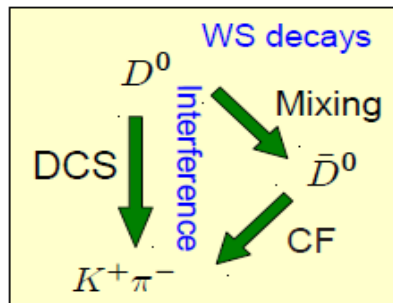 WS decays
D⁰
Interference
Mixing
DCS
D̄⁰
CF
K⁺π⁻